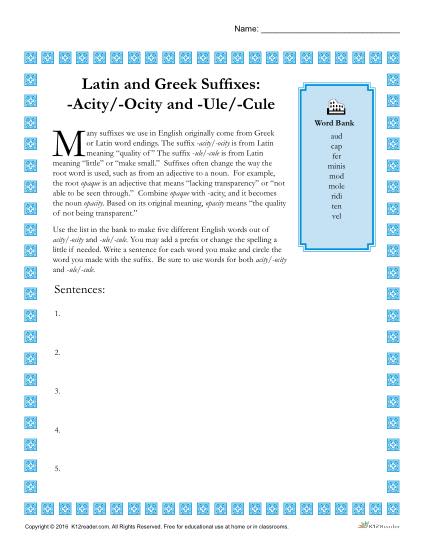 Name: ____________________________
Latin and Greek Suffixes:
-Acity/-Ocity and -Ule/-Cule
Many suffixes we use in English originally come from Greek
or Latin word endings. The suffix -acity/-ocity is from Latin
meaning “quality of” The suffix -ule/-cule is from Latin
meaning “little” or “make small.” Suffixes often change the way the
root word is used, such as from an adjective to a noun. For example,
the root opaque is an adjective that means “lacking transparency” or “not
able to be seen through.” Combine opaque with -acity, and it becomes
the noun opacity. Based on its original meaning, opacity means “the quality
of not being transparent.”
Use the list in the bank to make five different English words out of
acity/-ocity and -ule/-cule. You may add a prefix or change the spelling a
little if needed. Write a sentence for each word you make and circle the
word you made with the suffix. Be sure to use words for both acity/-ocity
and -ule/-cule.
Word Bank
aud
cap
fer
minis
mod
mole
ridi
ten
vel
Sentences:
1.
2.
3.
4.
5.
Copyright © 2016 K12Reader.com. All Rights Reserved. Free for educational use at home or in classrooms.
K12Reader